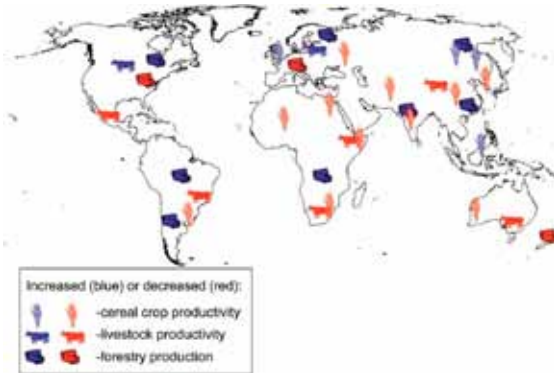 Increased (blue) or decreased (red):
-cereal crop productivity
-livestock productivity
-forestry production